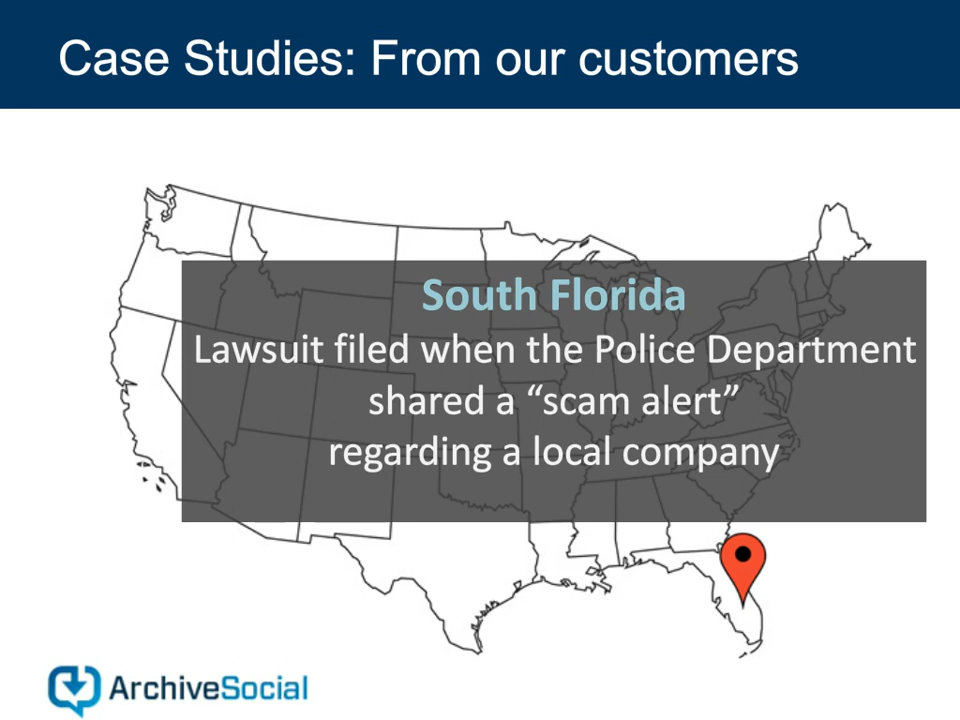 Case Studies: From our customers
South Florida
Lawsuit filed when the Police Department
shared a “scam alert”
regarding a local company
ArchiveSocial